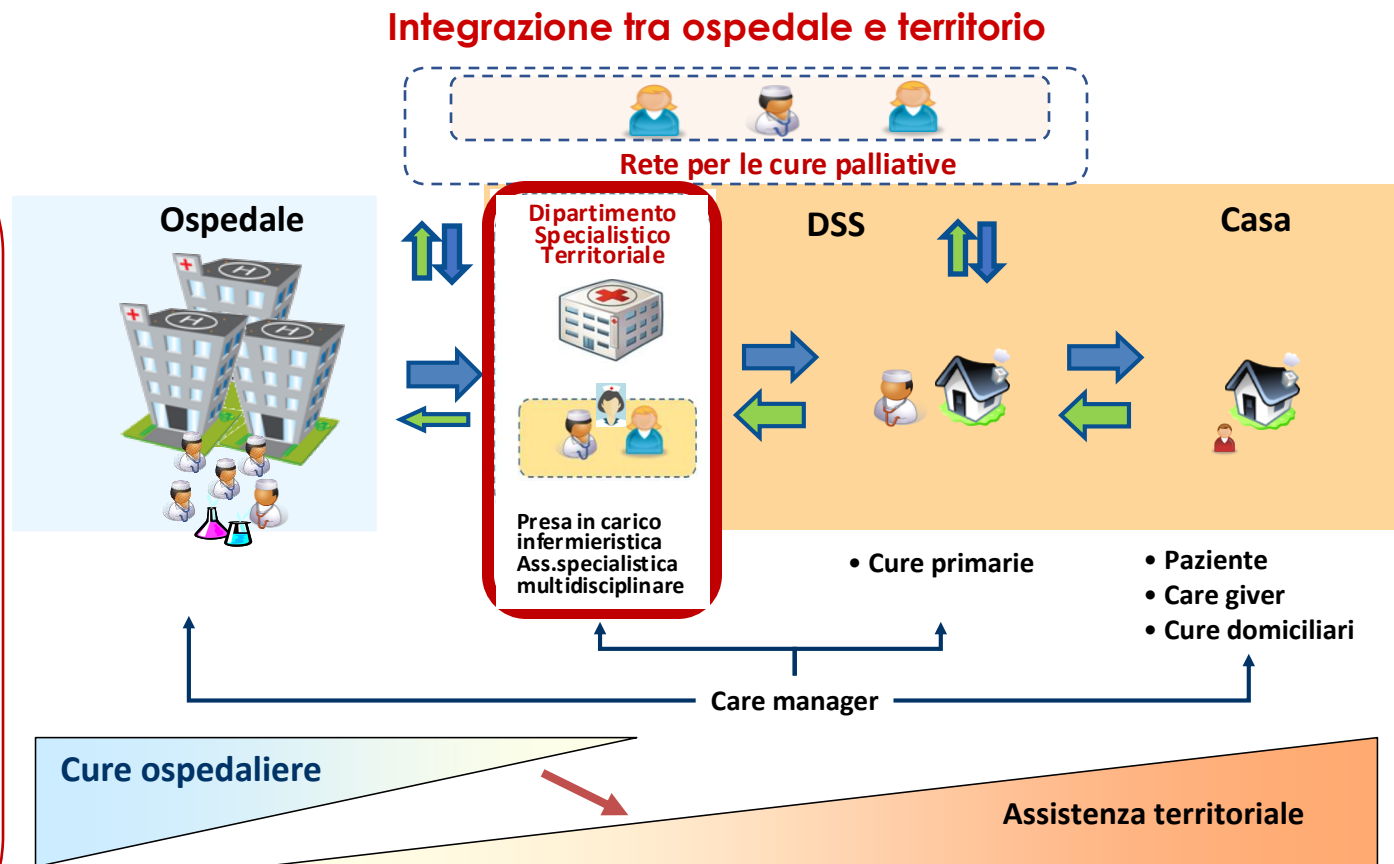 Integrazione tra ospedale e territorio
Rete per le cure palliative
Ospedale
Dipartimento
Specialistico
Territoriale
DSS
Casa
H
H
H
Presa in carico
infermieristica
Ass.specialistica
multidisciplinare
• Cure primarie
• Paziente
• Care giver
• Cure domiciliari
Care manager
Cure ospedaliere
Assistenza territoriale